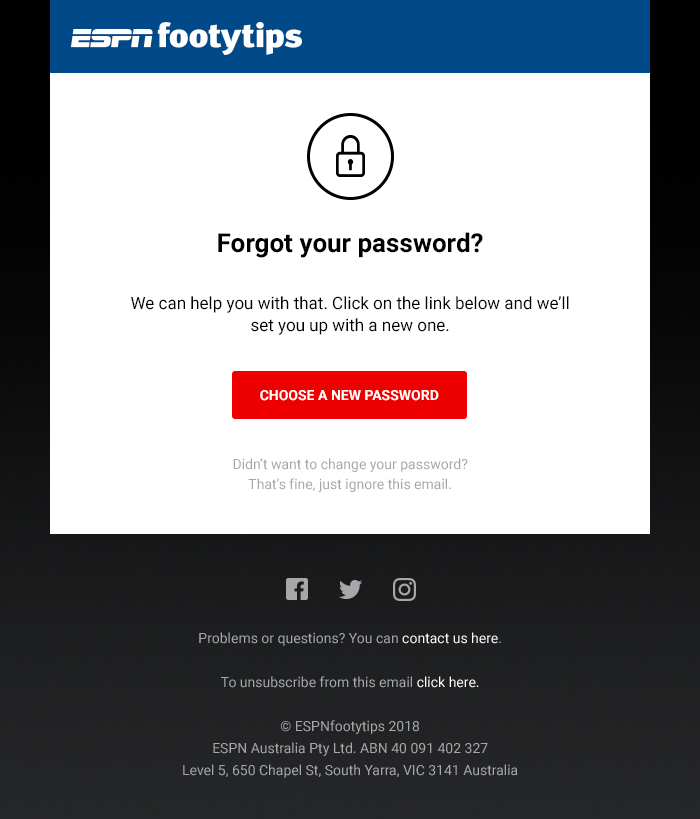 ESPN footytips
Forgot your password?
We can help you with that. Click on the link below and we’ll
set you up with a new one.
CHOOSE A NEW PASSWORD
Didn’t want to change your password?
That’s fine, just ignore this email.
Problems or questions? You can contact us here.
To unsubscribe from this email click here.
© ESPNfootytips 2018
ESPN Australia Pty Ltd. ABN 40 091 402 327
Level 5, 650 Chapel St, South Yarra, VIC 3141 Australia